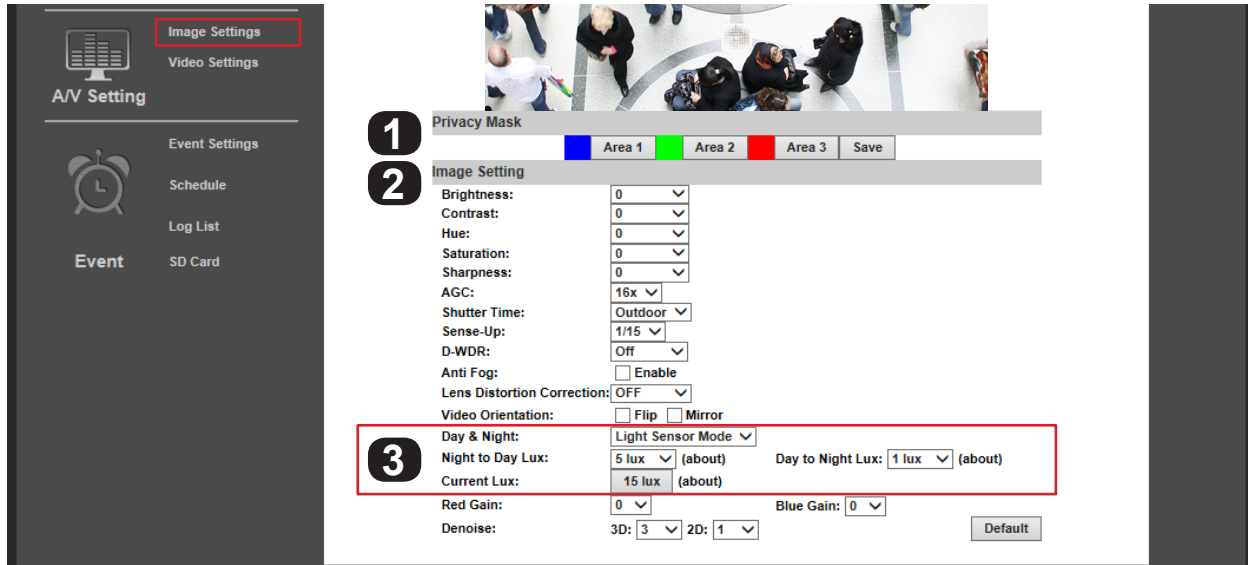 Image Settings
Video Settings
A/V Setting
Event Settings
Schedule
Log List
Event
SD Card
1
Privacy Mask
Area 1 Area 2 Area 3 Save
2
Image Setting
Brightness: 0
Contrast: 0
Hue: 0
Saturation: 0
Sharpness: 0
AGC: 16x
Shutter Time: Outdoor
Sense-Up: 1/15
D-WDR: Off
Anti Fog: Enable
Lens Distortion Correction: OFF
Video Orientation: Flip Mirror
3
Day & Night: Light Sensor Mode
Night to Day Lux: 5 lux (about) Day to Night Lux: 1 lux (about)
Current Lux: 15 lux (about)
Red Gain: 0 Blue Gain: 0
Denoise: 3D: 3 2D: 1 Default